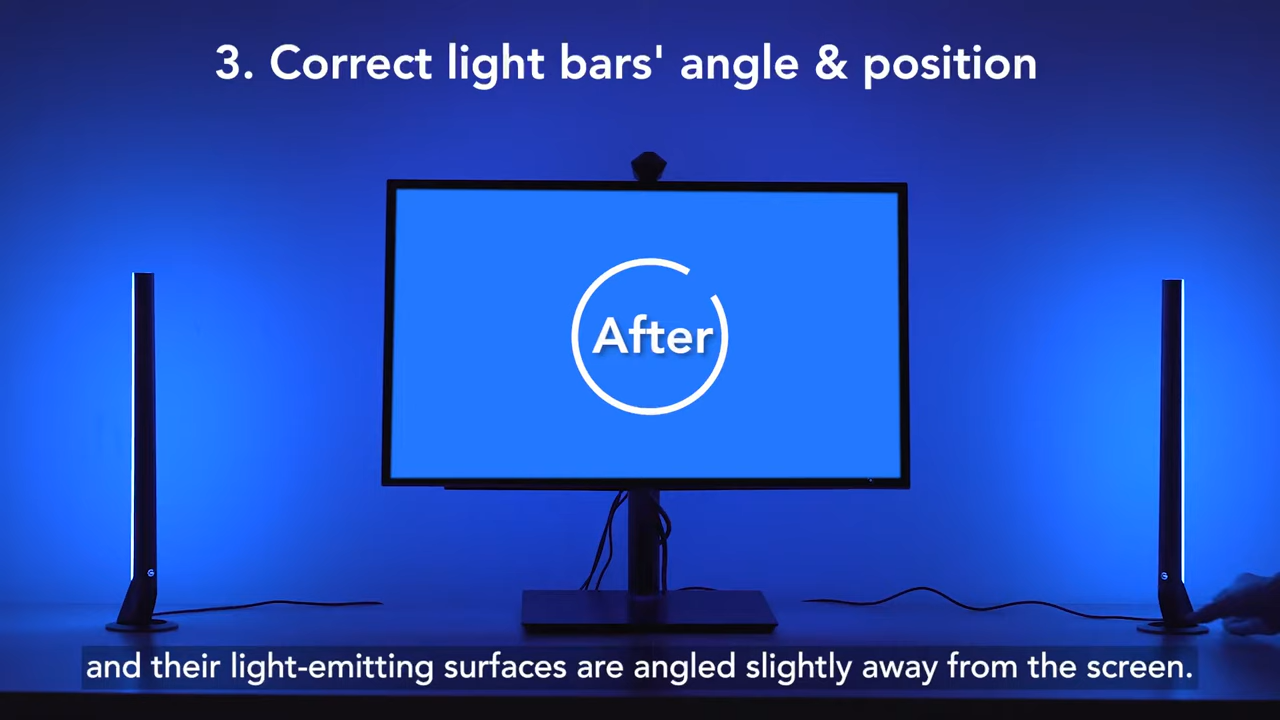 3. Correct light bars' angle & position
After
and their light-emitting surfaces are angled slightly away from the screen.